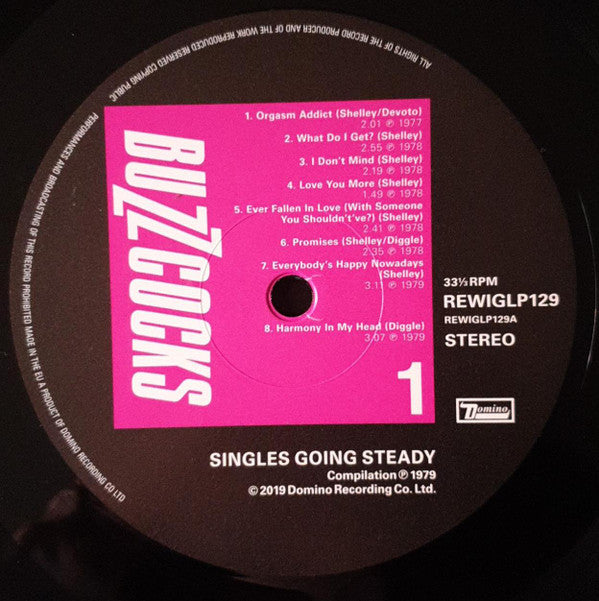 ALL RIGHTS OF THE RECORD PRODUCER AND OF THE WORK REPRODUCED RESERVED COPYING PUBLIC PERFORMANCES AND BROADCASTING OF THIS RECORD PROHIBITED MADE IN THE EU A PRODUCT OF DOMINO RECORDING CO LTD
BUZZCOCKS
1. Orgasm Addict (Shelley/Devoto)
2.01 ℗ 1977
2. What Do I Get? (Shelley)
2.55 ℗ 1978
3. I Don't Mind (Shelley)
2.19 ℗ 1978
4. Love You More (Shelley)
1.49 ℗ 1978
5. Ever Fallen In Love (With Someone
You Shouldn't've?) (Shelley)
2.41 ℗ 1978
6. Promises (Shelley/Diggle)
2.35 ℗ 1978
7. Everybody's Happy Nowadays
(Shelley)
3.11 ℗ 1979
8. Harmony In My Head (Diggle)
3.07 ℗ 1979
1
33⅓ RPM
REWIGLP129
REWIGLP129A
STEREO
Domino
SINGLES GOING STEADY
Compilation ℗ 1979
© 2019 Domino Recording Co. Ltd.